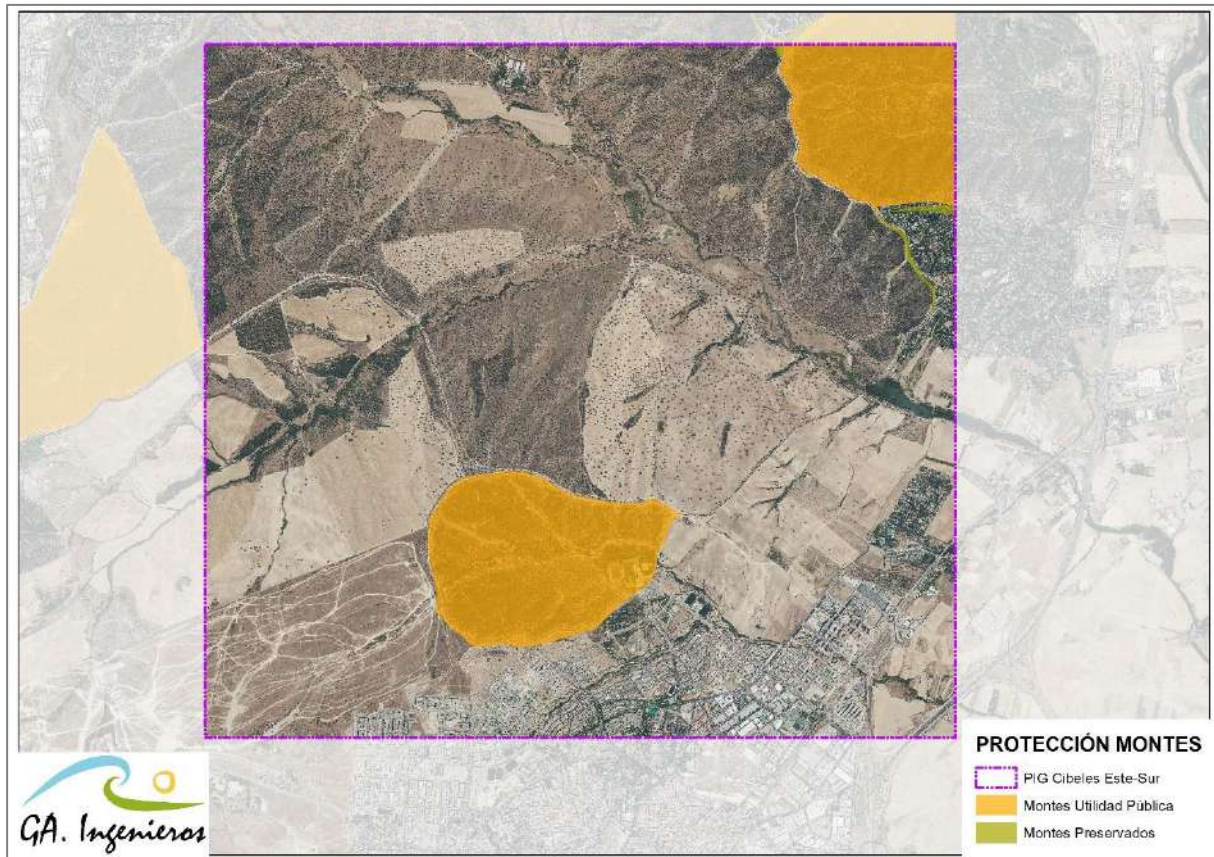 PROTECCIÓN MONTES
PIG Cibeles Este-Sur
Montes Utilidad Pública
Montes Preservados
GA. Ingenieros